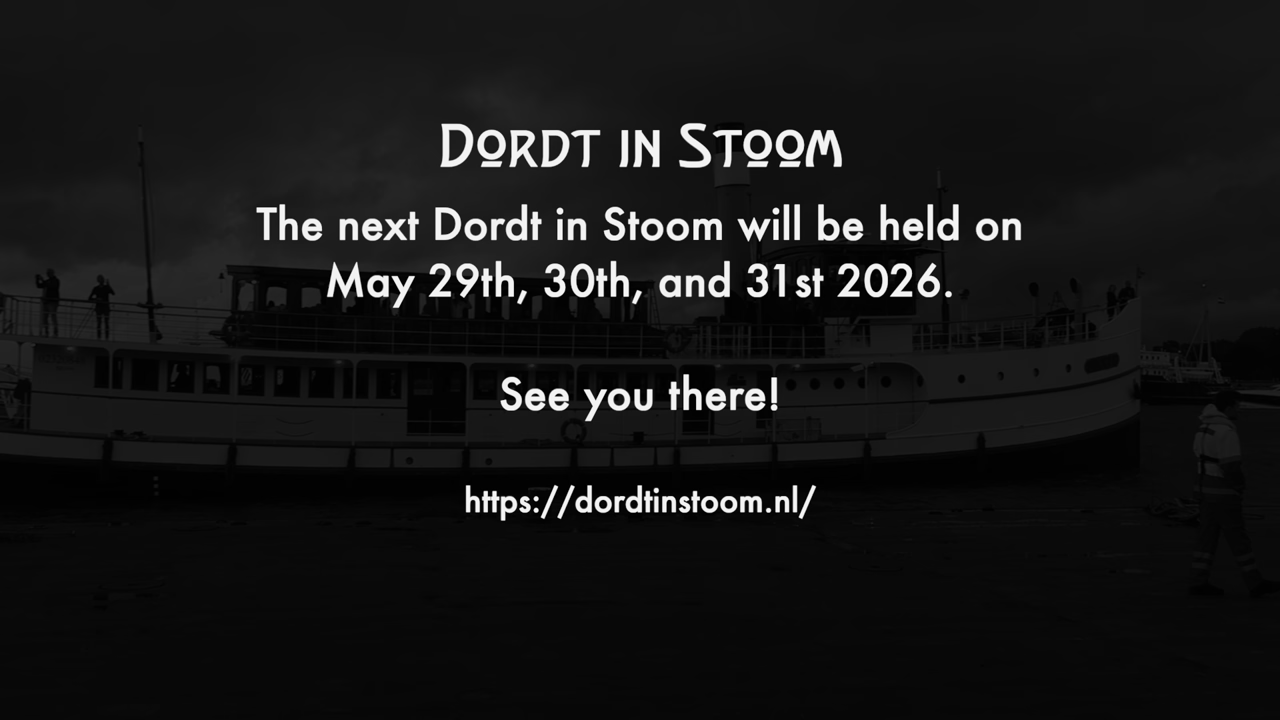 Dordt in Stoom
The next Dordt in Stoom will be held on
May 29th, 30th, and 31st 2026.
See you there!
https://dordtinstoom.nl/